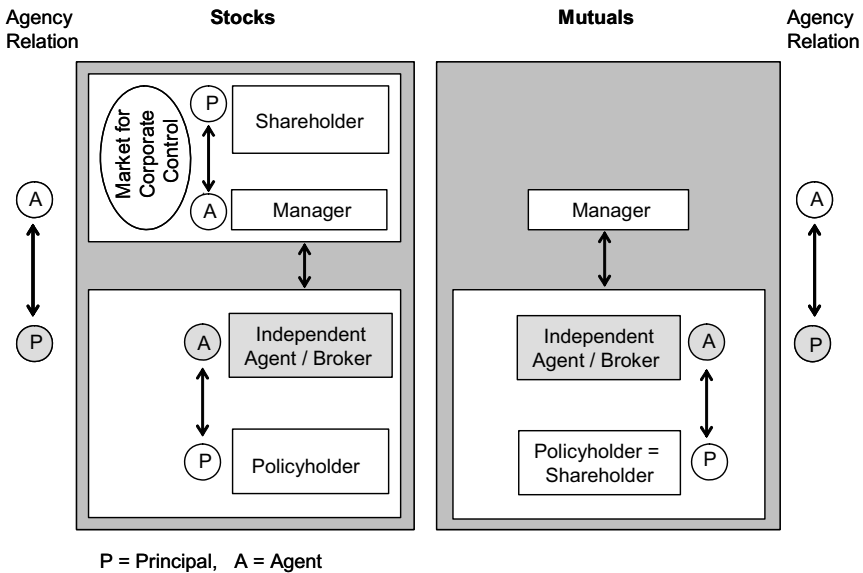 Agency
Relation
Stocks
Mutuals
Agency
Relation
Market for
Corporate
Control
P
Shareholder
A
Manager
A
P
A
Independent
Agent / Broker
P
Policyholder
Manager
Independent
Agent / Broker
A
Policyholder =
Shareholder
P
A
P
P = Principal, A = Agent